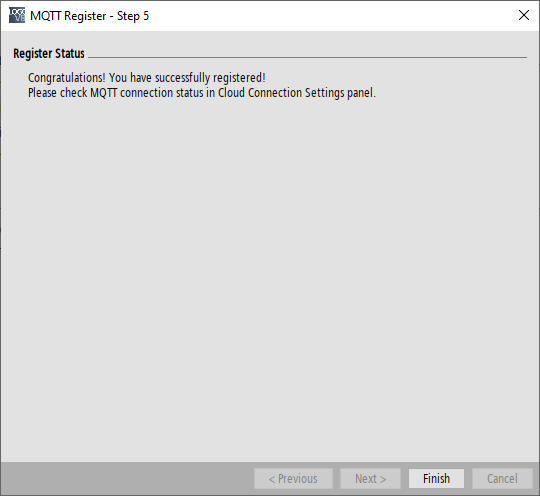 MQTT Register - Step 5
Register Status
Congratulations! You have successfully registered!
Please check MQTT connection status in Cloud Connection Settings panel.
< Previous
Next >
Finish
Cancel